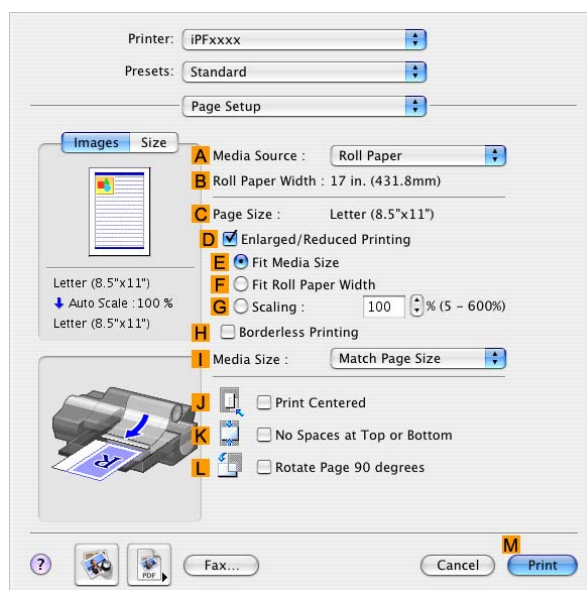 Printer: iPFxxxx
Presets: Standard
Page Setup
Images Size
A Media Source : Roll Paper
B Roll Paper Width : 17 in. (431.8mm)
C Page Size : Letter (8.5"x11")
D Enlarged/Reduced Printing
E Fit Media Size
F Fit Roll Paper Width
G Scaling : 100 % (5 - 600%)
H Borderless Printing
Letter (8.5"x11")
Auto Scale :100 %
Letter (8.5"x11")
I Media Size : Match Page Size
J Print Centered
K No Spaces at Top or Bottom
L Rotate Page 90 degrees
R
M
? PDF Fax... Cancel Print